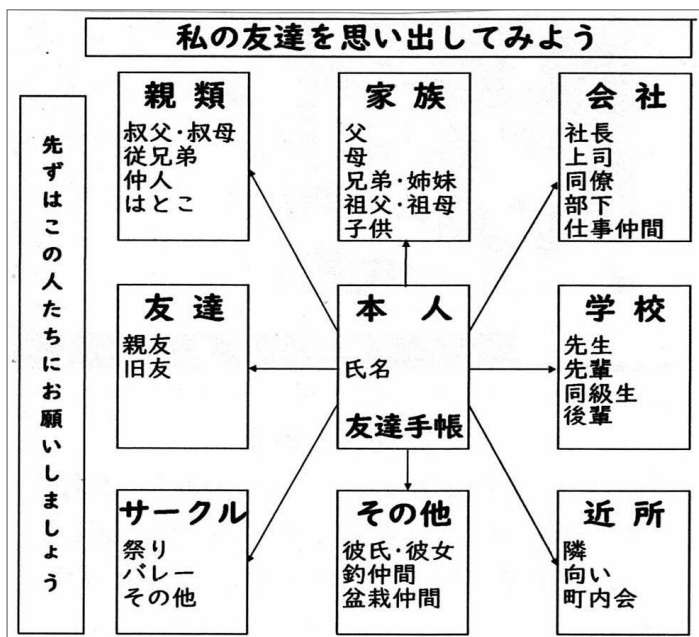 私の友達を思い出してみよう
先ずはこの人たちにお願いしましょう
親類
叔父・叔母
従兄弟
仲人
はとこ
家族
父
母
兄弟・姉妹
祖父・祖母
子供
会社
社長
上司
同僚
部下
仕事仲間
友達
親友
旧友
本人
氏名
友達手帳
学校
先生
先輩
同級生
後輩
サークル
祭り
バレー
その他
その他
彼氏・彼女
釣仲間
盆栽仲間
近所
隣
向い
町内会